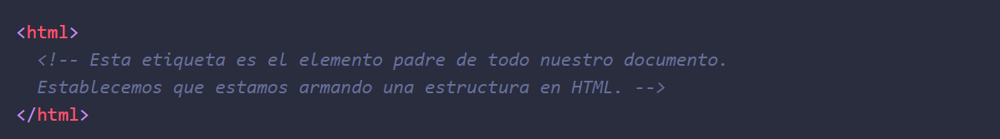 <html>
<!-- Esta etiqueta es el elemento padre de todo nuestro documento.
Establecemos que estamos armando una estructura en HTML. -->
</html>